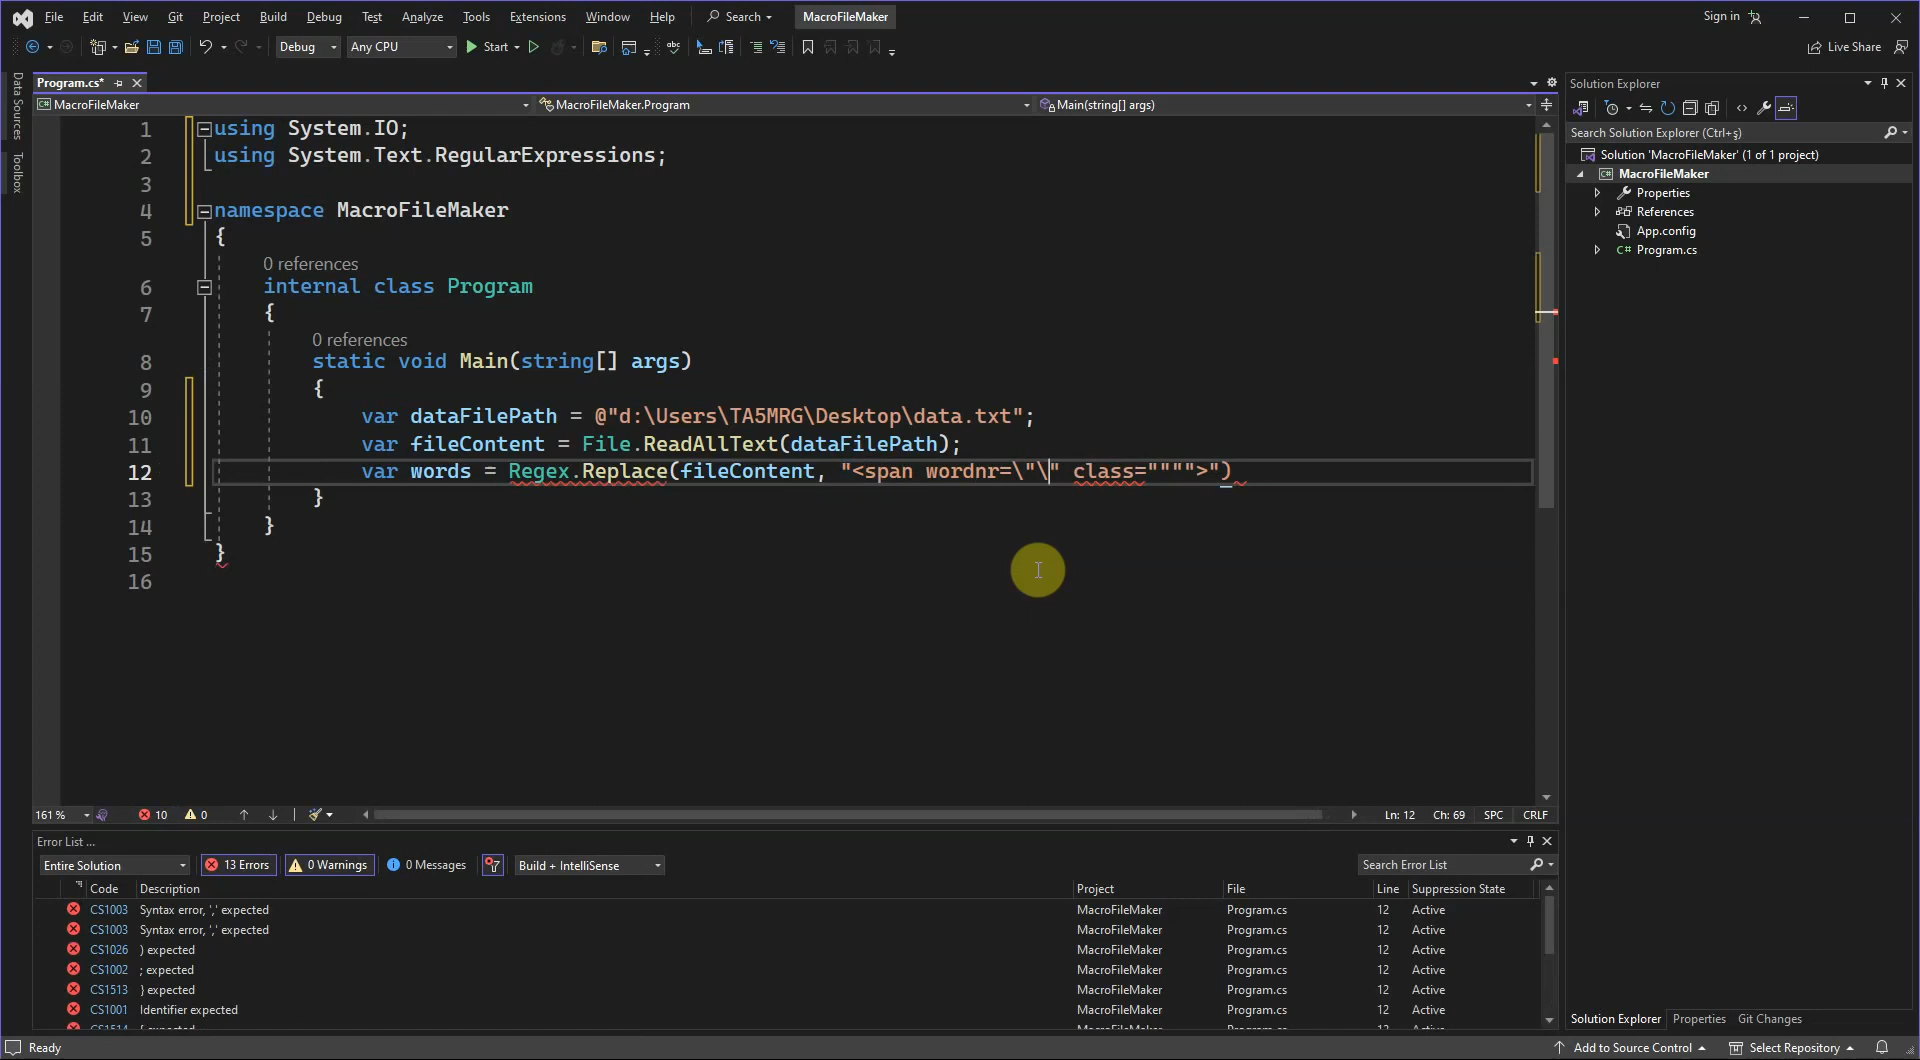 File Edit View Git Project Build Debug Test Analyze Tools Extensions Window Help Search MacroFileMaker Sign in
Debug Any CPU Start Live Share
Data Sources
Toolbox
Program.cs*
MacroFileMaker MacroFileMaker.Program Main(string[] args)
1 using System.IO;
2 using System.Text.RegularExpressions;
3
4 namespace MacroFileMaker
5 {
0 references
6 internal class Program
7 {
0 references
8 static void Main(string[] args)
9 {
10 var dataFilePath = @"d:\Users\TA5MRG\Desktop\data.txt";
11 var fileContent = File.ReadAllText(dataFilePath);
12 var words = Regex.Replace(fileContent, "<span wordnr=\"\" class="""">")
13 }
14 }
15 }
16
161 % 10 0 Ln: 12 Ch: 69 SPC CRLF
Error List ...
Entire Solution 13 Errors 0 Warnings 0 Messages Build + IntelliSense Search Error List
Code Description Project File Line Suppression State
CS1003 Syntax error, ',' expected MacroFileMaker Program.cs 12 Active
CS1003 Syntax error, ',' expected MacroFileMaker Program.cs 12 Active
CS1026 ) expected MacroFileMaker Program.cs 12 Active
CS1002 ; expected MacroFileMaker Program.cs 12 Active
CS1513 } expected MacroFileMaker Program.cs 12 Active
CS1001 Identifier expected MacroFileMaker Program.cs 12 Active
CS1514 { expected MacroFileMaker Program.cs 12 Active
Solution Explorer
Search Solution Explorer (Ctrl+ş)
Solution 'MacroFileMaker' (1 of 1 project)
MacroFileMaker
Properties
References
App.config
C# Program.cs
Solution Explorer Properties Git Changes
Ready Add to Source Control Select Repository